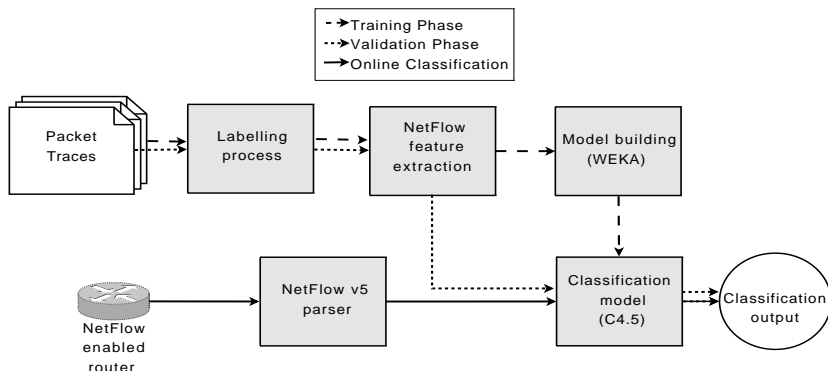 Training Phase
Validation Phase
Online Classification
Packet
Traces
Labelling
process
NetFlow
feature
extraction
Model building
(WEKA)
NetFlow
enabled
router
NetFlow v5
parser
Classification
model
(C4.5)
Classification
output